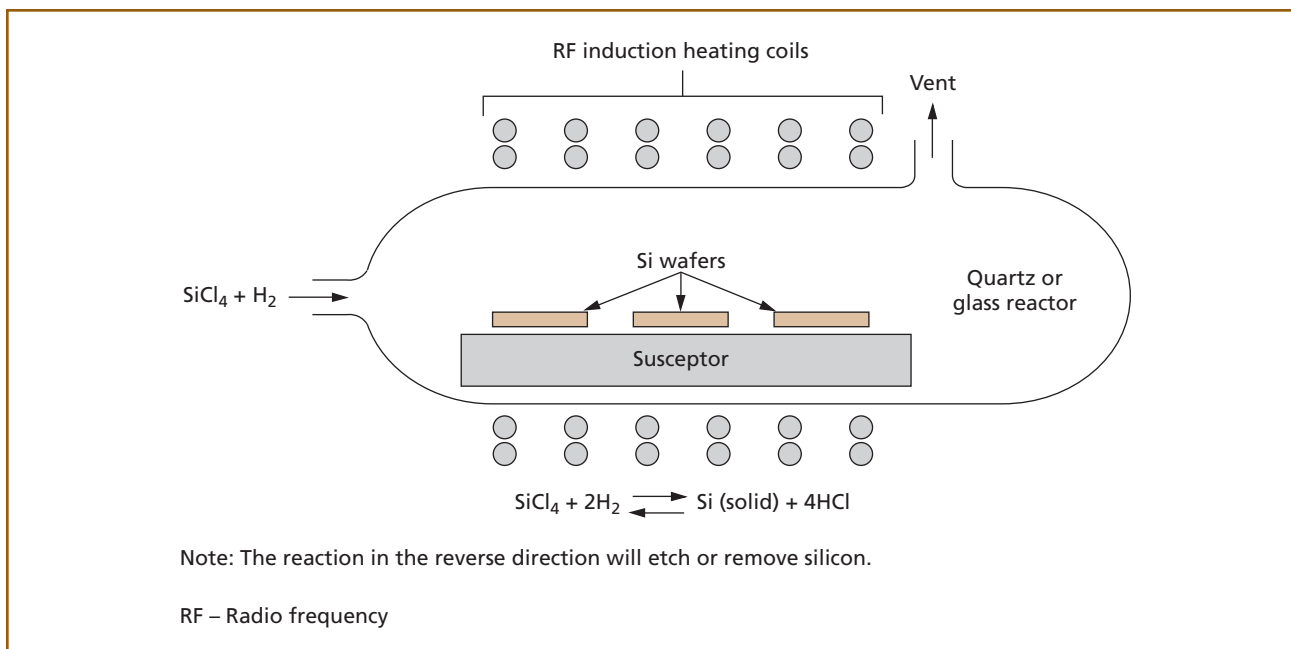 RF induction heating coils
Vent
Si wafers
SiCl₄ + H₂
Quartz or
glass reactor
Susceptor
SiCl₄ + 2H₂ ⇌ Si (solid) + 4HCl
Note: The reaction in the reverse direction will etch or remove silicon.
RF – Radio frequency